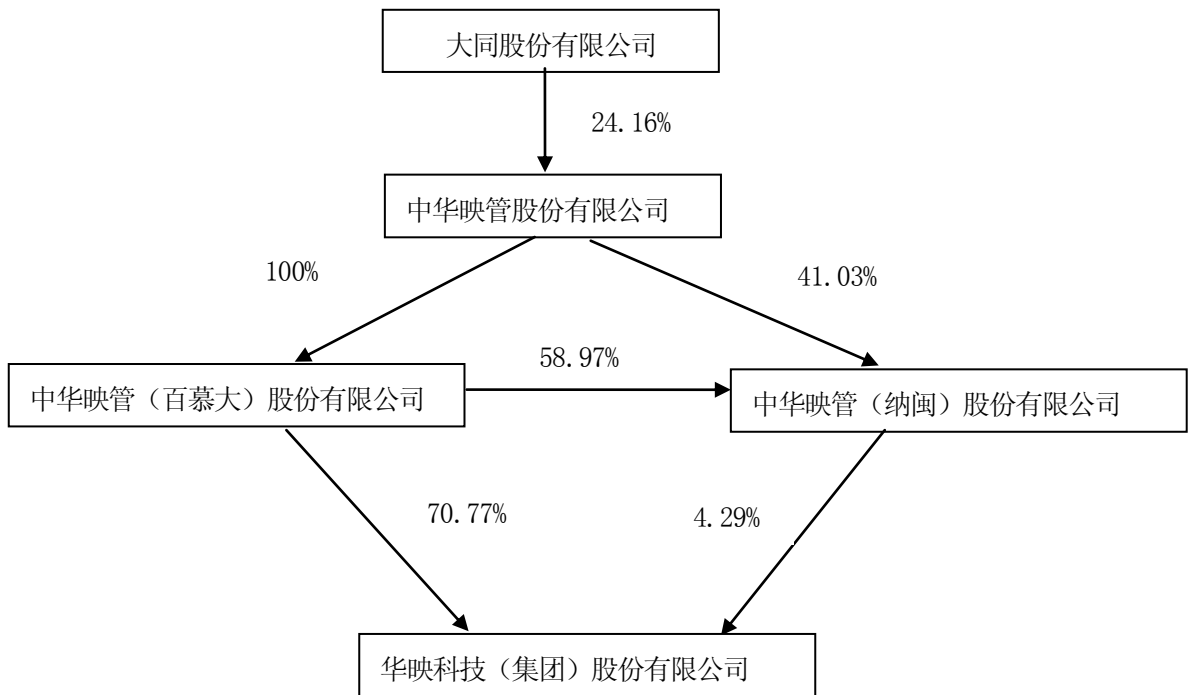 大同股份有限公司
24.16%
中华映管股份有限公司
100%
41.03%
58.97%
中华映管（百慕大）股份有限公司
中华映管（纳闽）股份有限公司
70.77%
4.29%
华映科技（集团）股份有限公司